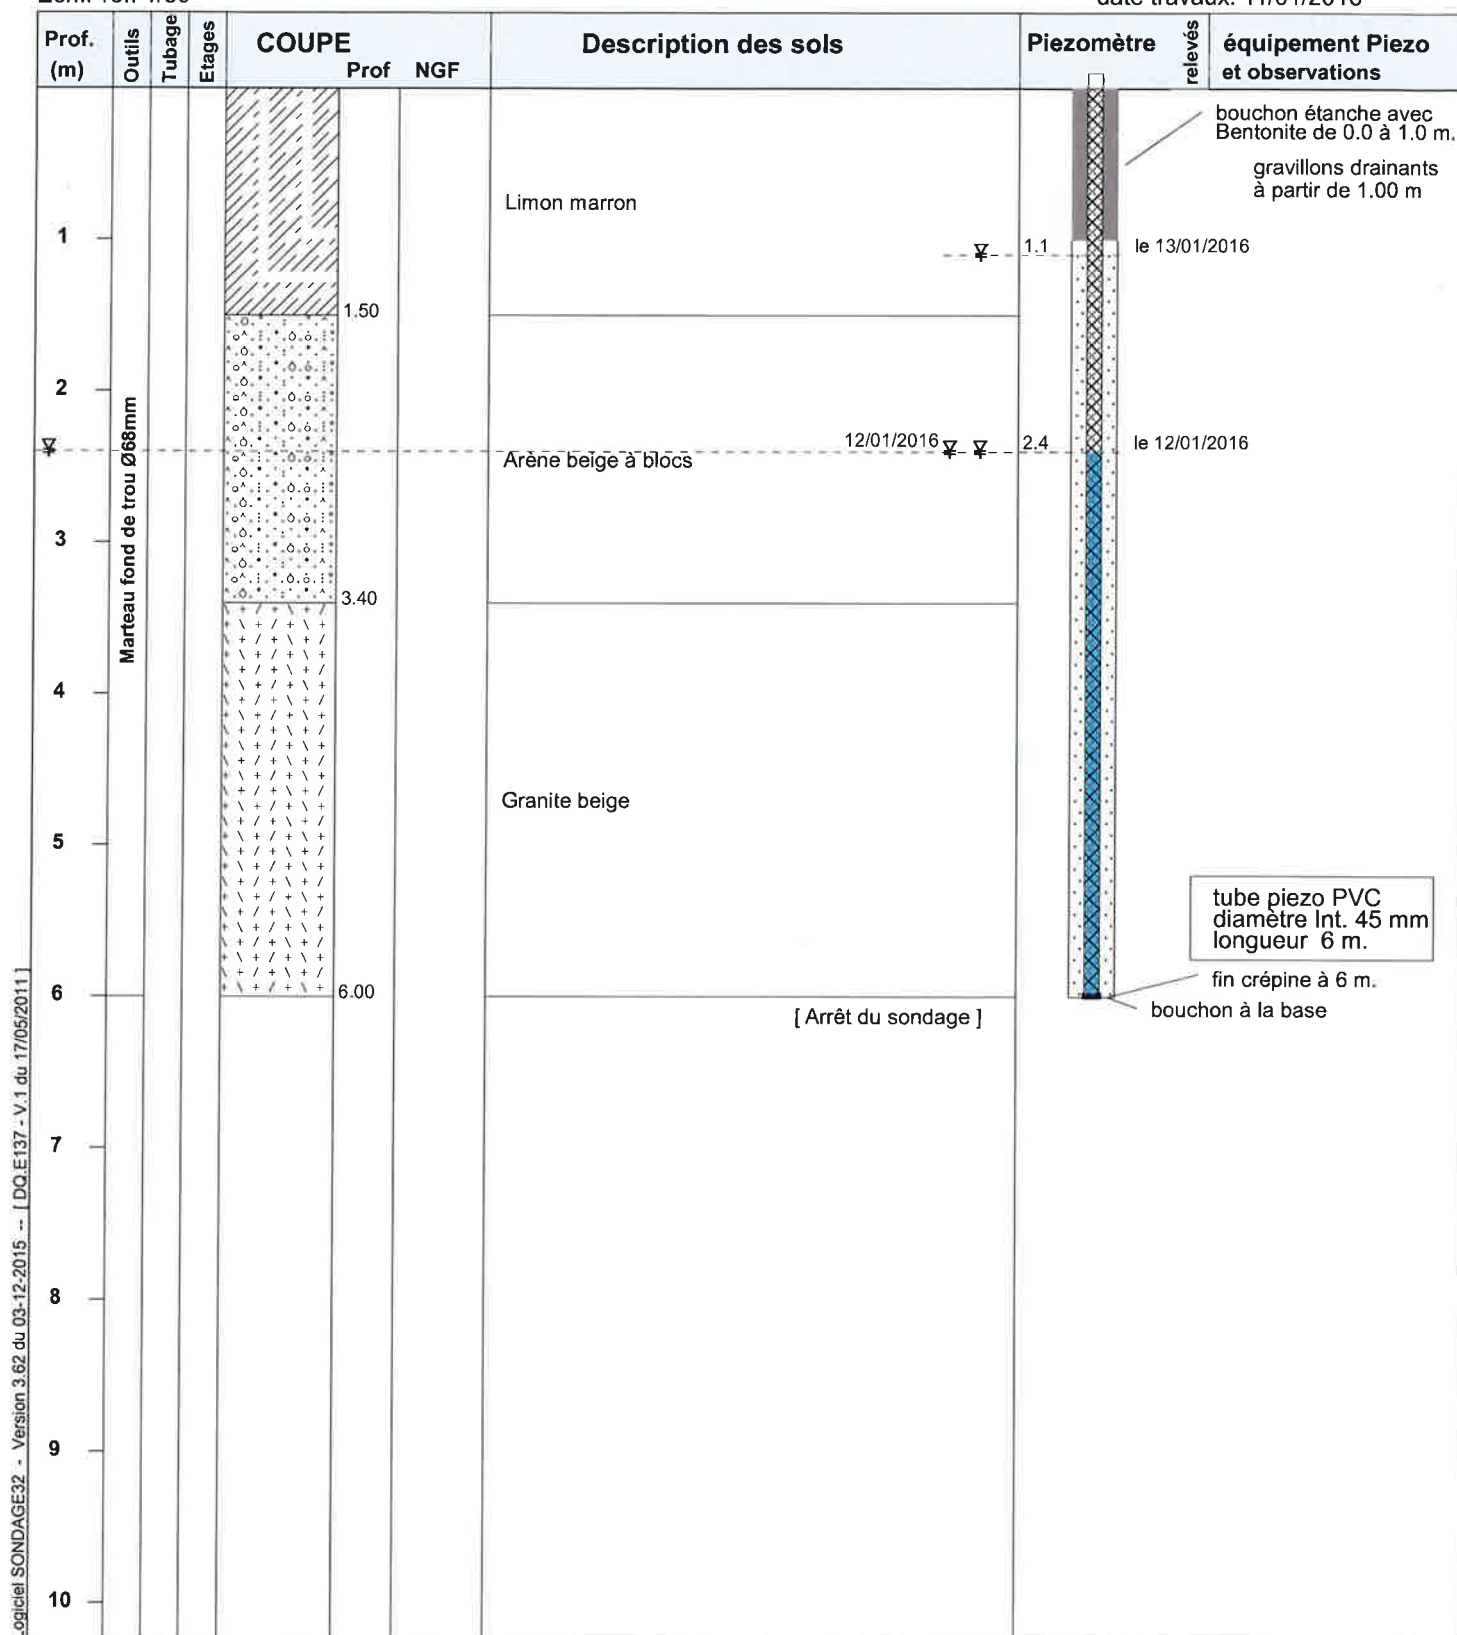 date travaux: 11/01/2016
Prof.
(m)
Outils
Tubage
Etages
COUPE
Prof NGF
Description des sols
Piezomètre
relevés
équipement Piezo
et observations
bouchon étanche avec
Bentonite de 0.0 à 1.0 m.
gravillons drainants
à partir de 1.00 m
Limon marron
1
1.1
le 13/01/2016
1.50
2
Marteau fond de trou Ø68mm
12/01/2016
2.4
le 12/01/2016
Arène beige à blocs
3
3.40
4
Granite beige
5
tube piezo PVC
diamètre Int. 45 mm
longueur 6 m.
fin crépine à 6 m.
6
6.00
bouchon à la base
[ Arrêt du sondage ]
7
8
9
10
Logiciel SONDAGE32 - Version 3.62 du 03-12-2015 -- [ DQ.E137 - V.1 du 17/05/2011 ]